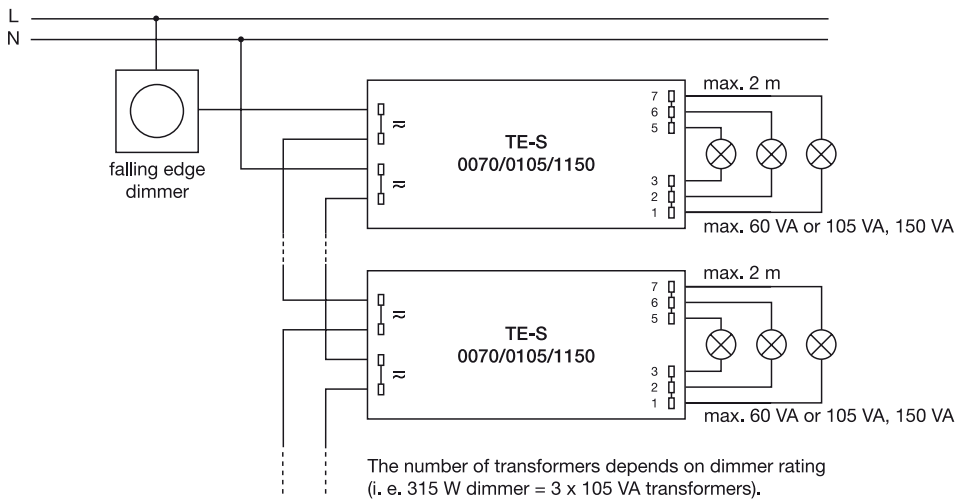 L
N
falling edge
dimmer
≂
≂
TE-S
0070/0105/1150
7
6
5
3
2
1
max. 2 m
max. 60 VA or 105 VA, 150 VA
≂
≂
TE-S
0070/0105/1150
7
6
5
3
2
1
max. 2 m
max. 60 VA or 105 VA, 150 VA
The number of transformers depends on dimmer rating
(i. e. 315 W dimmer = 3 x 105 VA transformers).